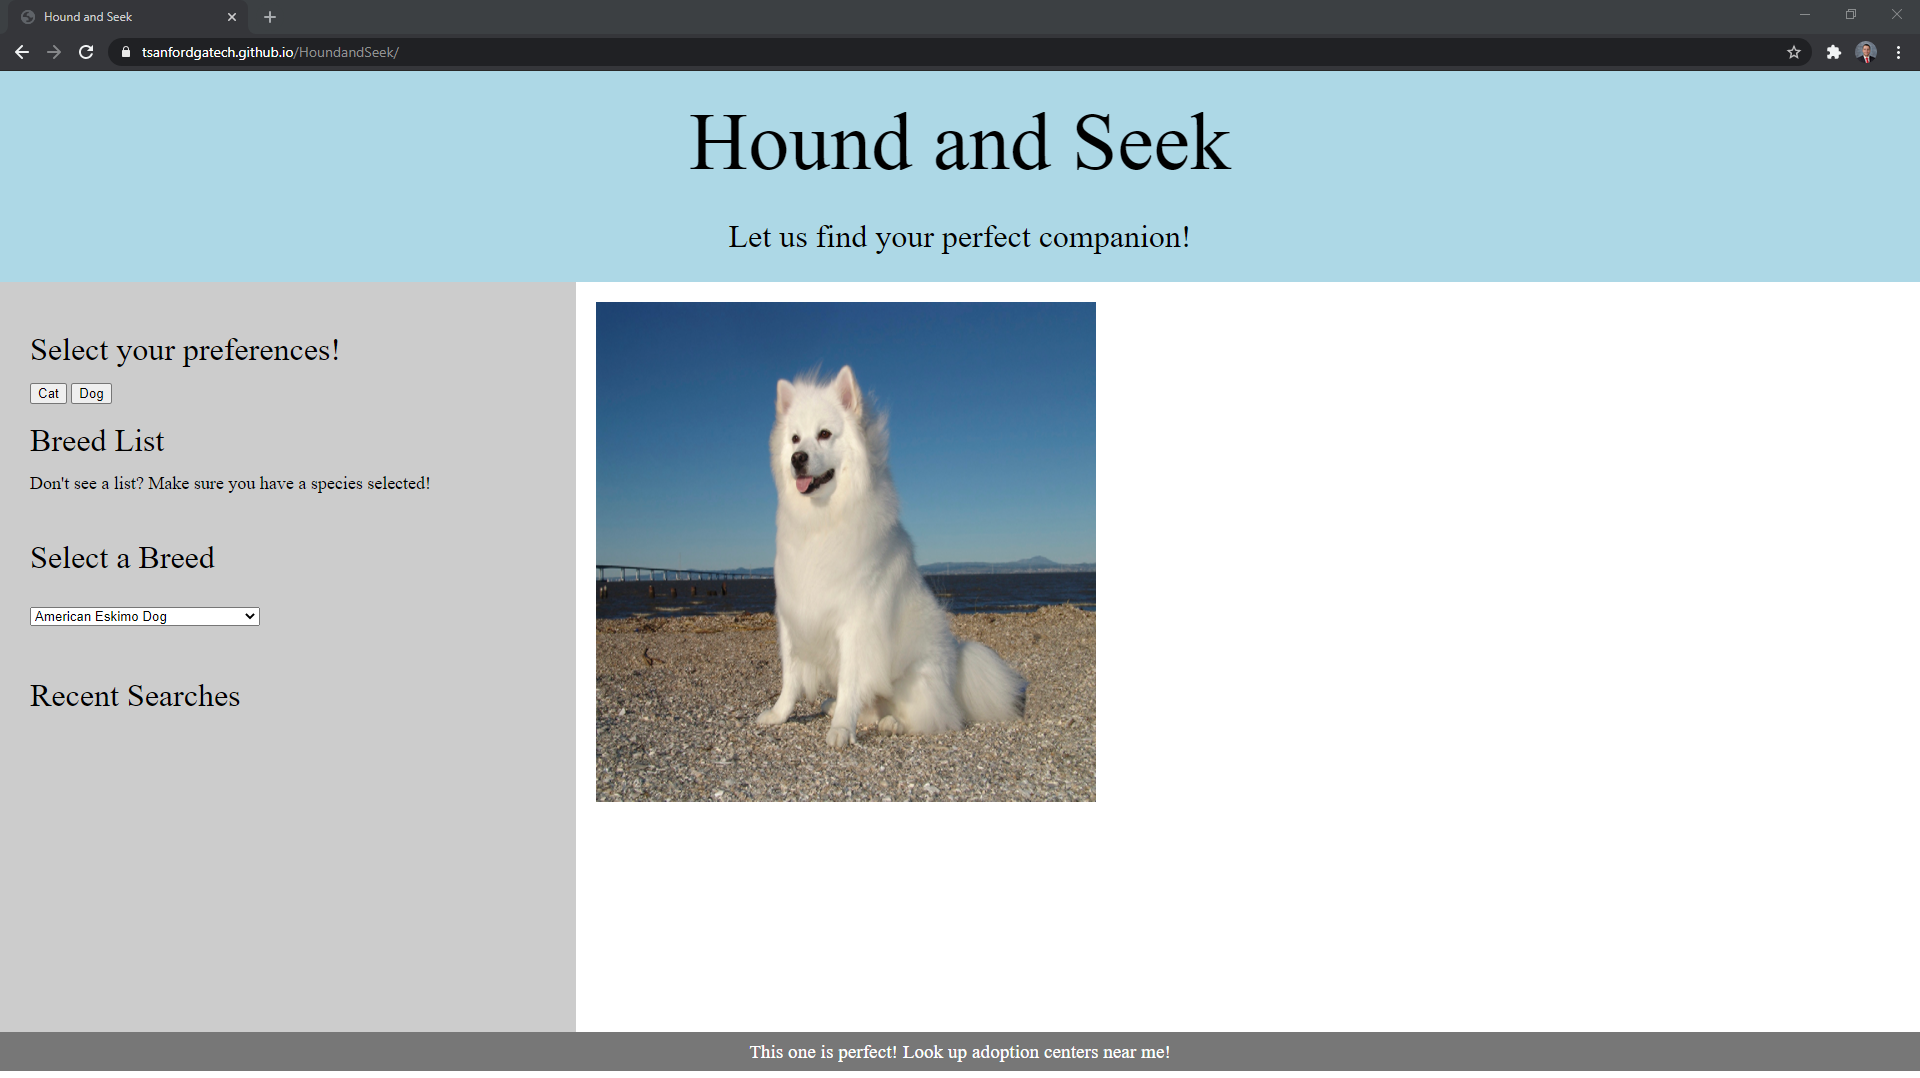 Hound and Seek
tsanfordgatech.github.io/HoundandSeek/
Hound and Seek
Let us find your perfect companion!
Select your preferences!
Cat Dog
Breed List
Don't see a list? Make sure you have a species selected!
Select a Breed
American Eskimo Dog
Recent Searches
This one is perfect! Look up adoption centers near me!